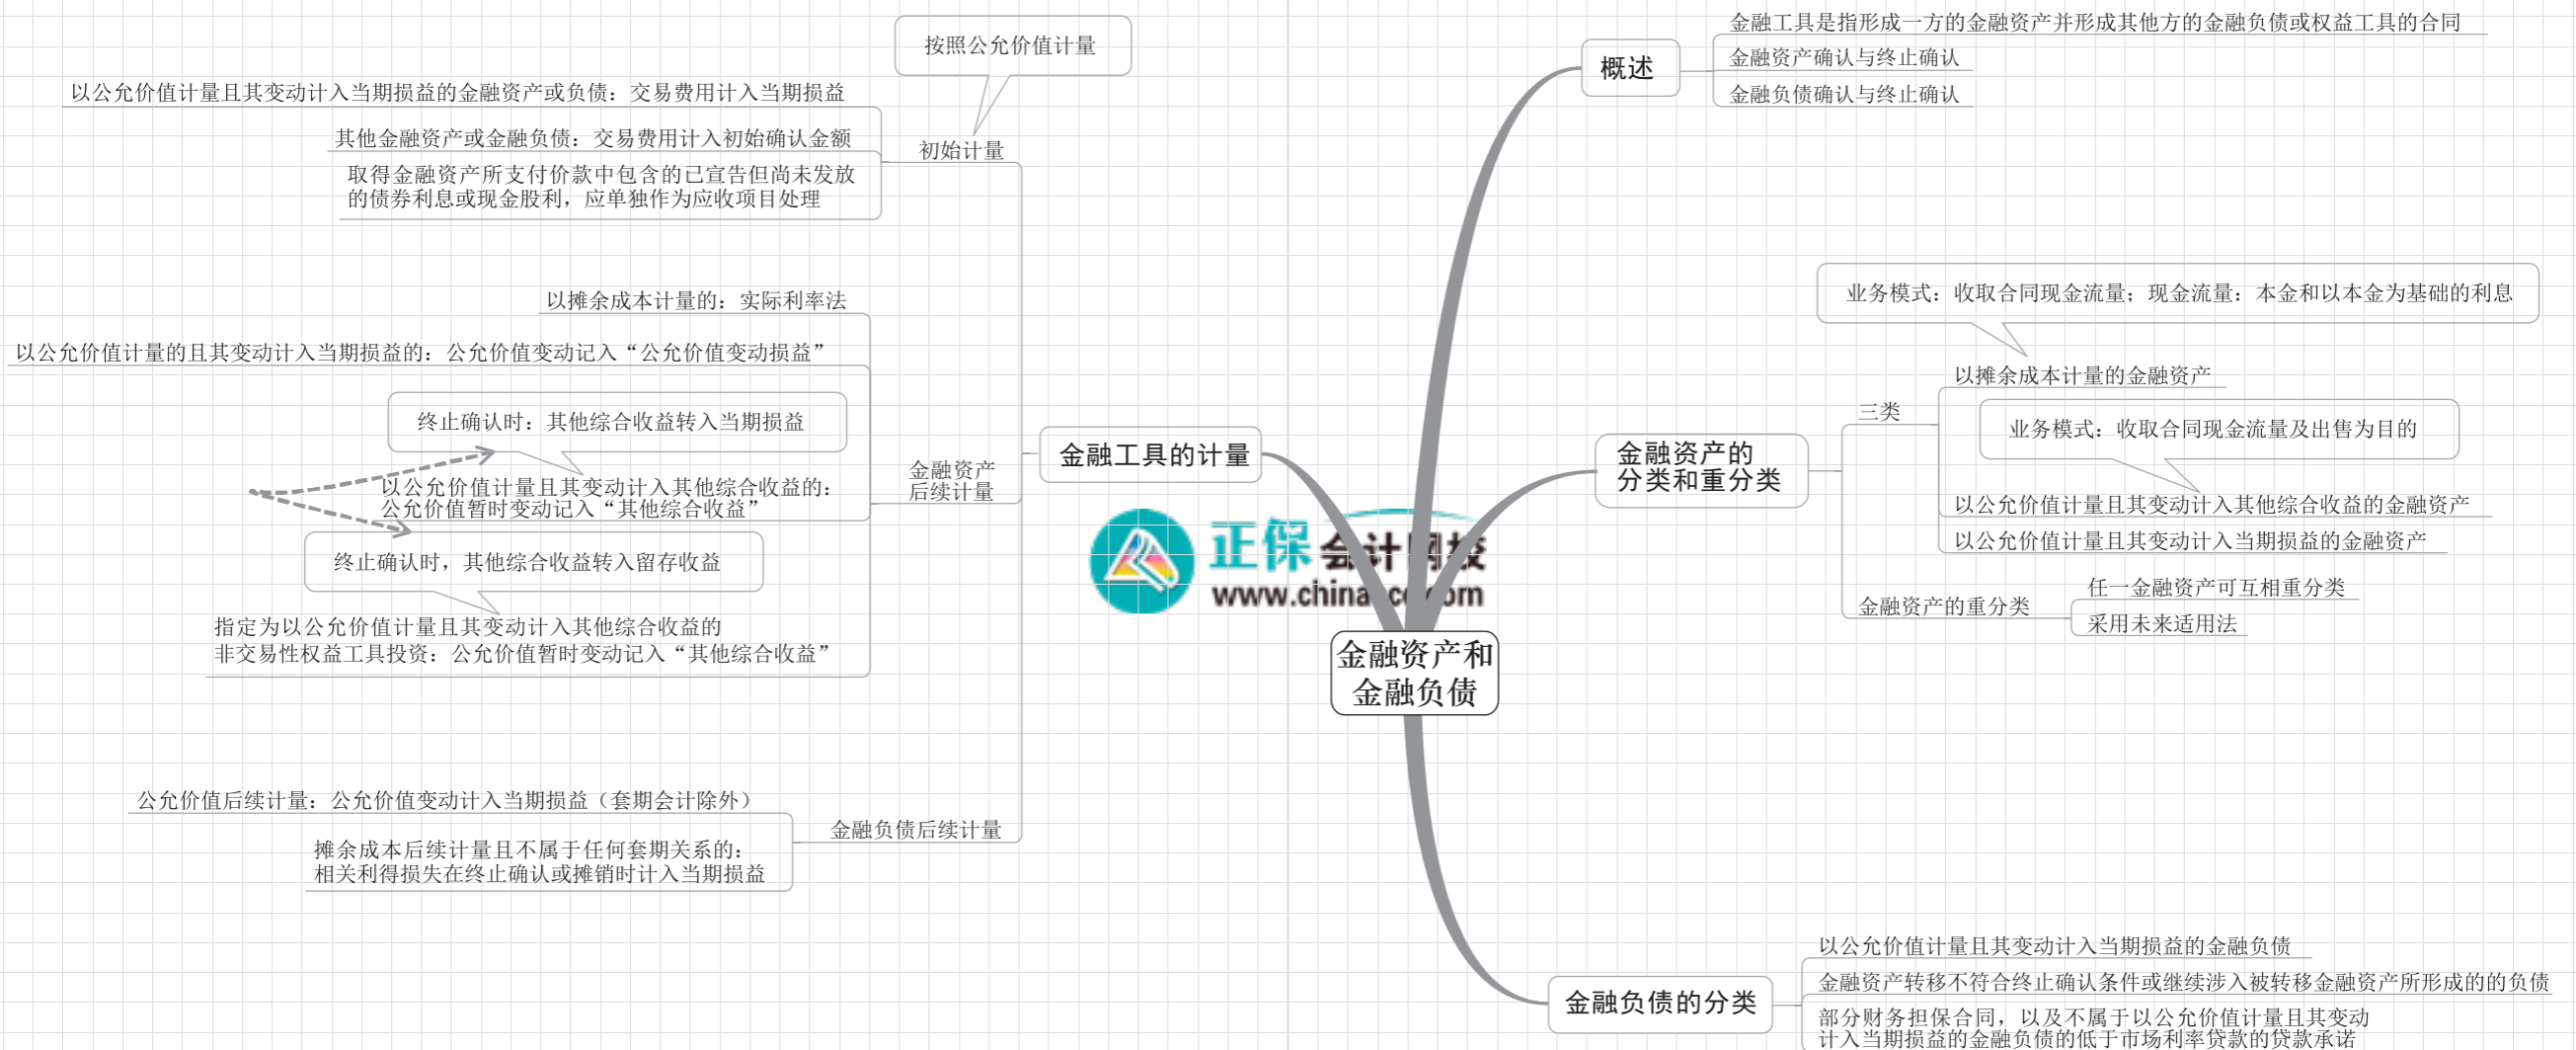 按照公允价值计量
以公允价值计量且其变动计入当期损益的金融资产或负债：交易费用计入当期损益
其他金融资产或金融负债：交易费用计入初始确认金额
取得金融资产所支付价款中包含的已宣告但尚未发放
的债券利息或现金股利，应单独作为应收项目处理
初始计量
以摊余成本计量的：实际利率法
以公允价值计量的且其变动计入当期损益的：公允价值变动记入“公允价值变动损益”
终止确认时：其他综合收益转入当期损益
以公允价值计量且其变动计入其他综合收益的：
公允价值暂时变动记入“其他综合收益”
终止确认时，其他综合收益转入留存收益
指定为以公允价值计量且其变动计入其他综合收益的
非交易性权益工具投资：公允价值暂时变动记入“其他综合收益”
金融资产
后续计量
公允价值后续计量：公允价值变动计入当期损益（套期会计除外）
摊余成本后续计量且不属于任何套期关系的：
相关利得损失在终止确认或摊销时计入当期损益
金融负债后续计量
金融工具的计量
正保会计网校
www.china
金融资产和
金融负债
概述
金融工具是指形成一方的金融资产并形成其他方的金融负债或权益工具的合同
金融资产确认与终止确认
金融负债确认与终止确认
金融资产的
分类和重分类
三类
业务模式：收取合同现金流量；现金流量：本金和以本金为基础的利息
以摊余成本计量的金融资产
业务模式：收取合同现金流量及出售为目的
以公允价值计量且其变动计入其他综合收益的金融资产
以公允价值计量且其变动计入当期损益的金融资产
金融资产的重分类
任一金融资产可互相重分类
采用未来适用法
金融负债的分类
以公允价值计量且其变动计入当期损益的金融负债
金融资产转移不符合终止确认条件或继续涉入被转移金融资产所形成的的负债
部分财务担保合同，以及不属于以公允价值计量且其变动
计入当期损益的金融负债的低于市场利率贷款的贷款承诺